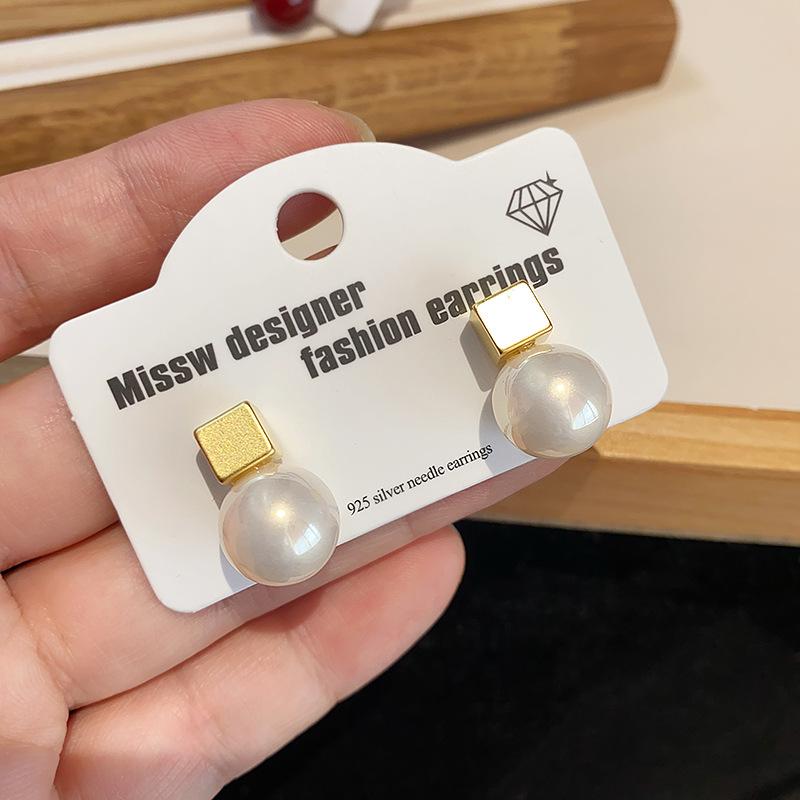 Missw designer
fashion earrings
925 silver needle earrings